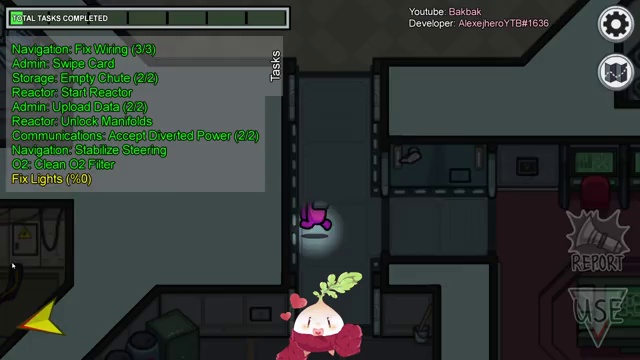 TOTAL TASKS COMPLETED
Youtube: Bakbak
Developer: AlexejheroYTB#1636
Navigation: Fix Wiring (3/3)
Admin: Swipe Card
Storage: Empty Chute (2/2)
Reactor: Start Reactor
Admin: Upload Data (2/2)
Reactor: Unlock Manifolds
Communications: Accept Diverted Power (2/2)
Navigation: Stabilize Steering
O2: Clean O2 Filter
Fix Lights (%0)
Tasks
REPORT
USE